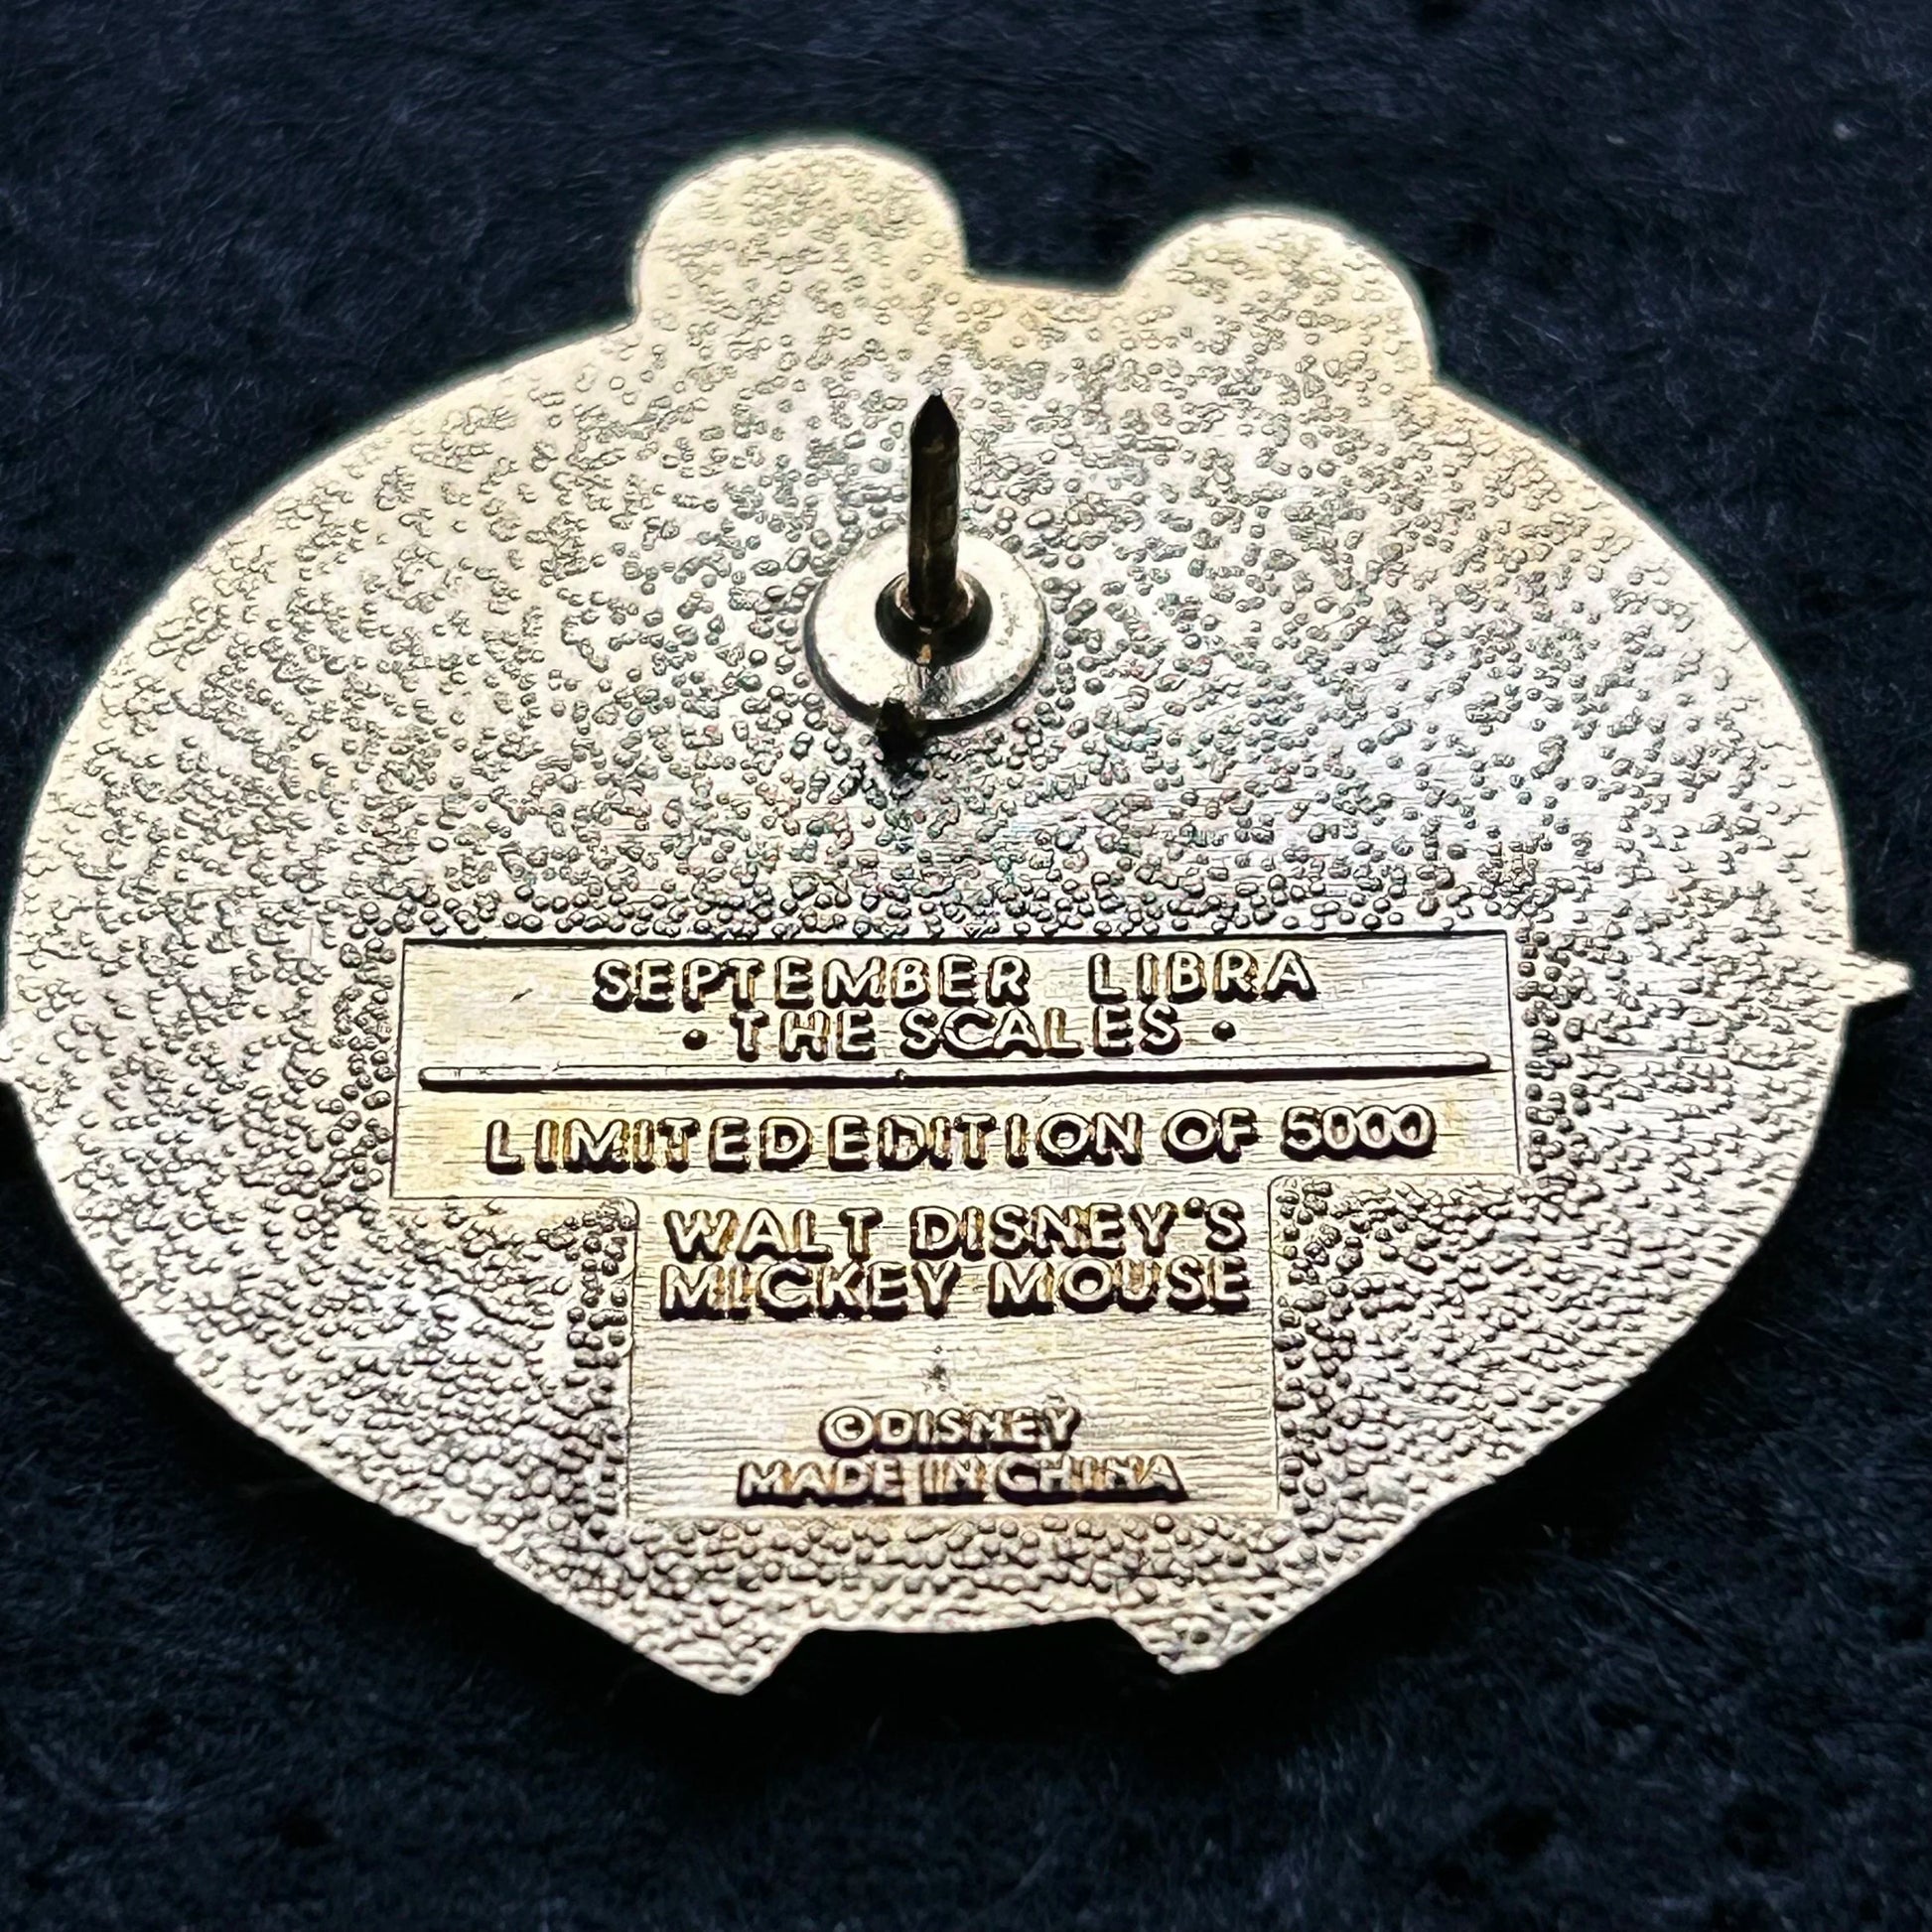 SEPTEMBER LIBRA
• THE SCALES •
LIMITED EDITION OF 5000
WALT DISNEY'S
MICKEY MOUSE
©DISNEY
MADE IN CHINA